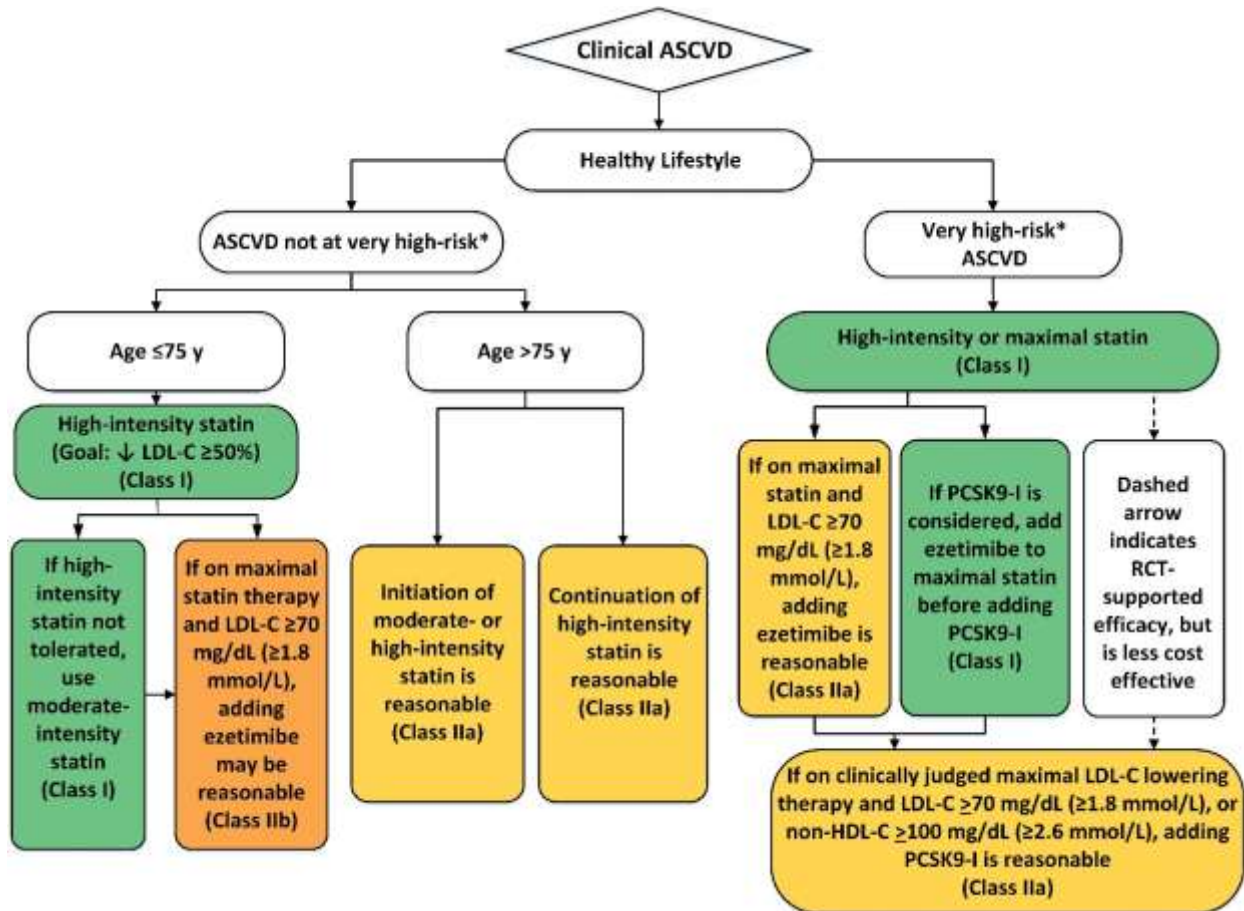 Clinical ASCVD
Healthy Lifestyle
ASCVD not at very high-risk*
Very high-risk*
ASCVD
Age ≤75 y
Age >75 y
High-intensity or maximal statin
(Class I)
High-intensity statin
(Goal: ↓ LDL-C ≥50%)
(Class I)
If high-
intensity
statin not
tolerated,
use
moderate-
intensity
statin
(Class I)
If on maximal
statin therapy
and LDL-C ≥70
mg/dL (≥1.8
mmol/L),
adding
ezetimibe
may be
reasonable
(Class IIb)
Initiation of
moderate- or
high-intensity
statin is
reasonable
(Class IIa)
Continuation of
high-intensity
statin is
reasonable
(Class IIa)
If on maximal
statin and
LDL-C ≥70
mg/dL (≥1.8
mmol/L),
adding
ezetimibe is
reasonable
(Class IIa)
If PCSK9-I is
considered, add
ezetimibe to
maximal statin
before adding
PCSK9-I
(Class I)
Dashed
arrow
indicates
RCT-
supported
efficacy, but
is less cost
effective
If on clinically judged maximal LDL-C lowering
therapy and LDL-C ≥70 mg/dL (≥1.8 mmol/L), or
non-HDL-C ≥100 mg/dL (≥2.6 mmol/L), adding
PCSK9-I is reasonable
(Class IIa)